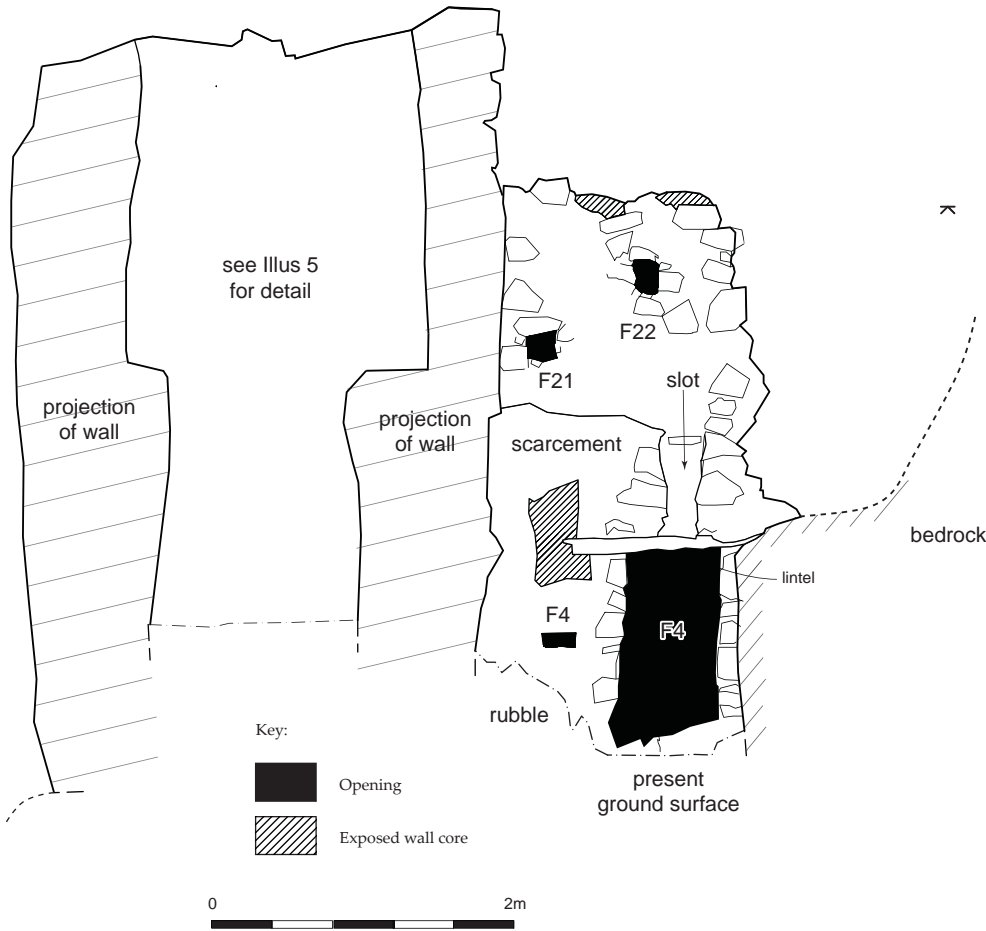 K
see Illus 5
for detail
F22
F21
slot
projection
of wall
projection
of wall
scarcement
bedrock
lintel
F4
F4
rubble
Key:
present
ground surface
Opening
Exposed wall core
0
2m